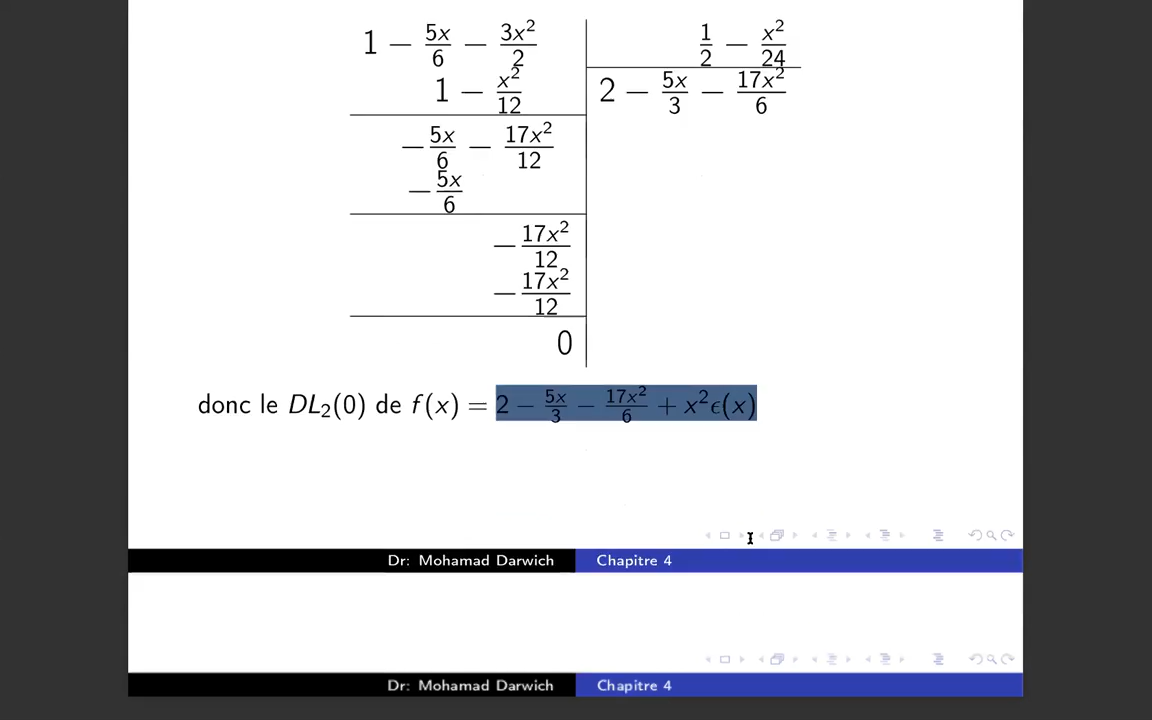 1 − 5x/6 − 3x²/2 1/2 − x²/24
1 − x²/12 2 − 5x/3 − 17x²/6
− 5x/6 − 17x²/12
− 5x/6
− 17x²/12
− 17x²/12
0
donc le DL₂(0) de f(x) = 2 − 5x/3 − 17x²/6 + x²ϵ(x)
Dr: Mohamad Darwich Chapitre 4
Dr: Mohamad Darwich Chapitre 4